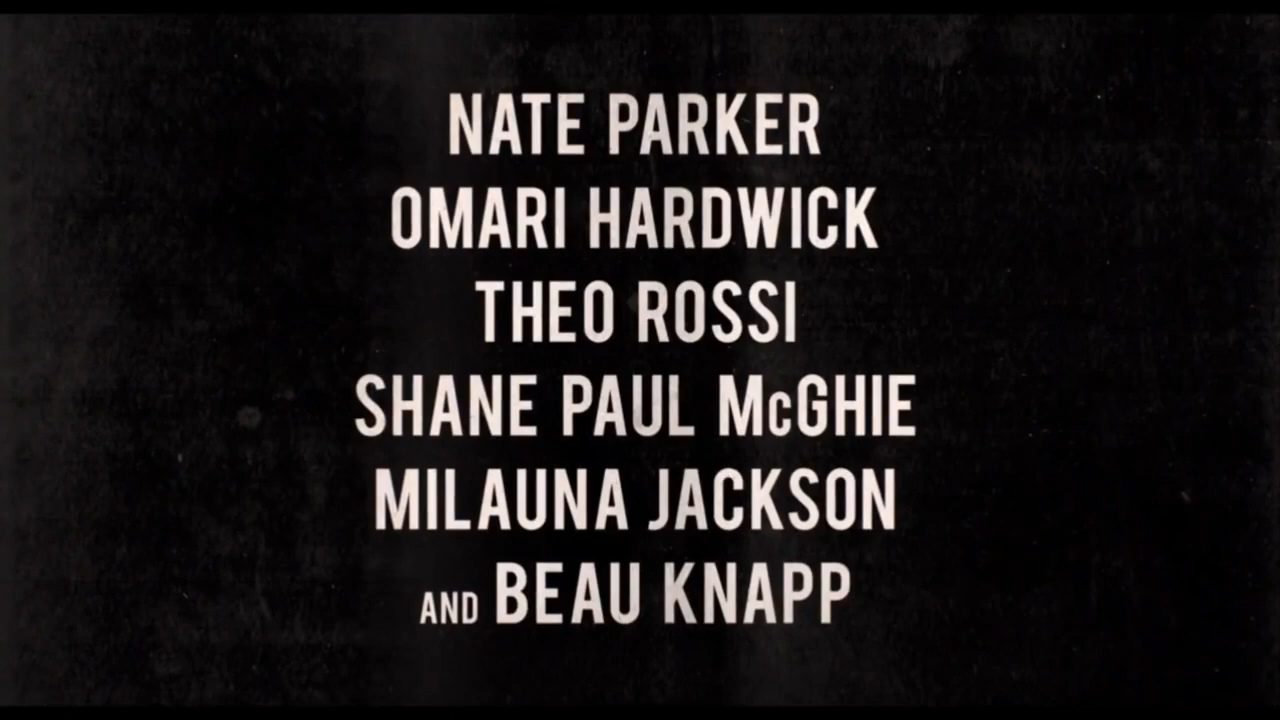 NATE PARKER
OMARI HARDWICK
THEO ROSSI
SHANE PAUL McGHIE
MILAUNA JACKSON
AND BEAU KNAPP